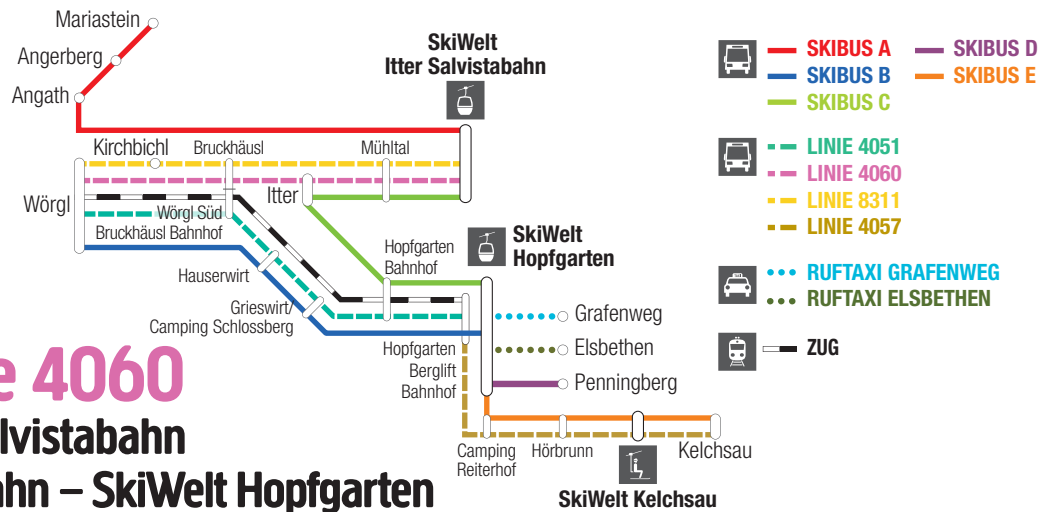 Mariastein
Angerberg
Angath
SkiWelt
Itter Salvistabahn
Kirchbichl
Bruckhäusl
Mühltal
Wörgl
Itter
Wörgl Süd
Bruckhäusl Bahnhof
Hauserwirt
Grieswirt/
Camping Schlossberg
Hopfgarten
Bahnhof
SkiWelt
Hopfgarten
Grafenweg
Elsbethen
Penningberg
Hopfgarten
Berglift
Bahnhof
Camping
Reiterhof
Hörbrunn
Kelchsau
SkiWelt Kelchsau
SKIBUS A
SKIBUS B
SKIBUS C
SKIBUS D
SKIBUS E
LINIE 4051
LINIE 4060
LINIE 8311
LINIE 4057
RUFTAXI GRAFENWEG
RUFTAXI ELSBETHEN
ZUG
e 4060
lvistabahn
ahn – SkiWelt Hopfgarten